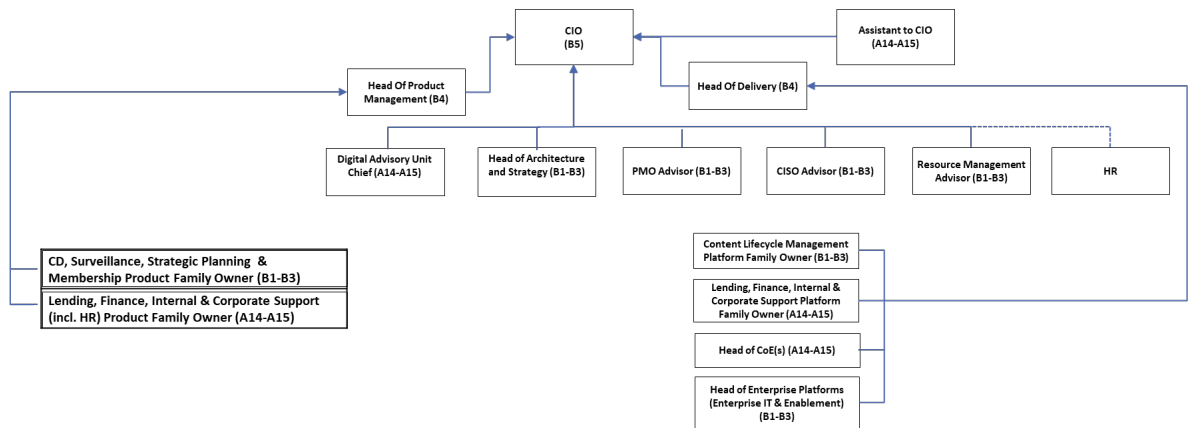 CIO
(B5)
Assistant to CIO
(A14-A15)
Head Of Product
Management (B4)
Head Of Delivery (B4)
Digital Advisory Unit
Chief (A14-A15)
Head of Architecture
and Strategy (B1-B3)
PMO Advisor (B1-B3)
CISO Advisor (B1-B3)
Resource Management
Advisor (B1-B3)
HR
CD, Surveillance, Strategic Planning &
Membership Product Family Owner (B1-B3)
Lending, Finance, Internal & Corporate Support
(incl. HR) Product Family Owner (A14-A15)
Content Lifecycle Management
Platform Family Owner (B1-B3)
Lending, Finance, Internal &
Corporate Support Platform
Family Owner (A14-A15)
Head of CoE(s) (A14-A15)
Head of Enterprise Platforms
(Enterprise IT & Enablement)
(B1-B3)